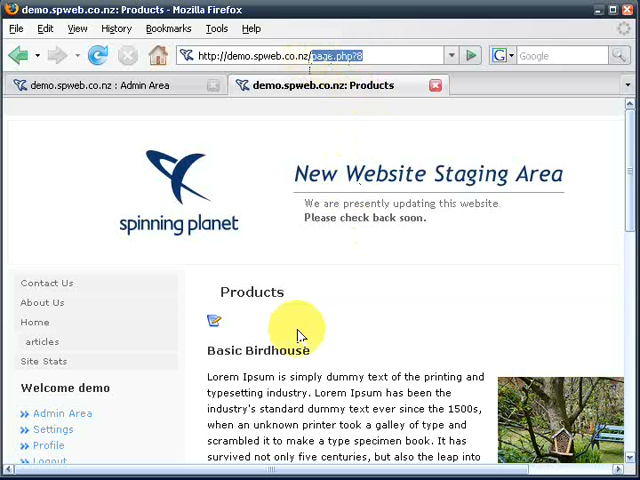 demo.spweb.co.nz: Products - Mozilla Firefox
File Edit View History Bookmarks Tools Help
http://demo.spweb.co.nz/page.php?8
G Google
demo.spweb.co.nz : Admin Area
demo.spweb.co.nz: Products
spinning planet
New Website Staging Area
We are presently updating this website.
Please check back soon.
Contact Us
About Us
Home
articles
Site Stats
Welcome demo
Admin Area
Settings
Profile
Logout
Products
Basic Birdhouse
Lorem Ipsum is simply dummy text of the printing and
typesetting industry. Lorem Ipsum has been the
industry's standard dummy text ever since the 1500s,
when an unknown printer took a galley of type and
scrambled it to make a type specimen book. It has
survived not only five centuries, but also the leap into